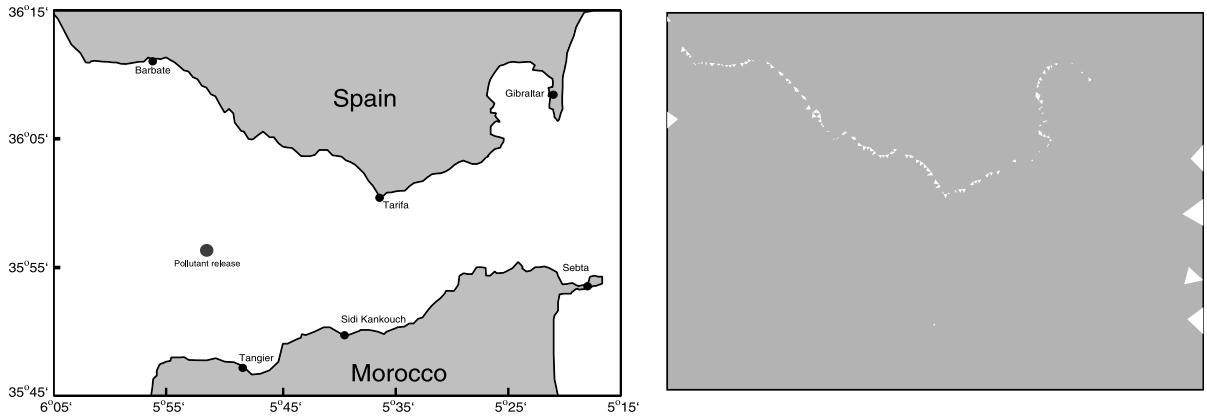 36°15‘
Barbate
Spain
Gibraltar
36°05‘
Tarifa
Pollutant release
35°55‘
Sebta
Sidi Kankouch
Tangier
Morocco
35°45‘
6°05‘ 5°55‘ 5°45‘ 5°35‘ 5°25‘ 5°15‘